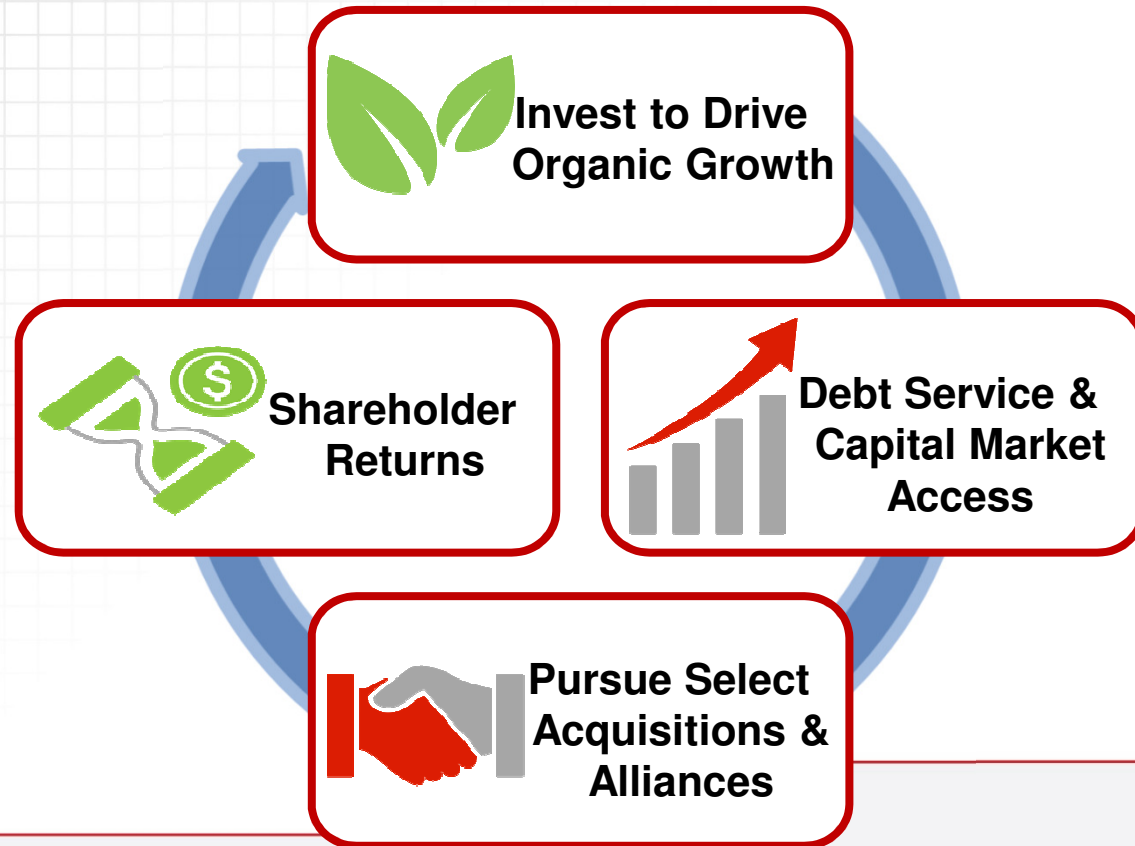 Invest to Drive
Organic Growth
$
Shareholder
Returns
Debt Service &
Capital Market
Access
Pursue Select
Acquisitions &
Alliances